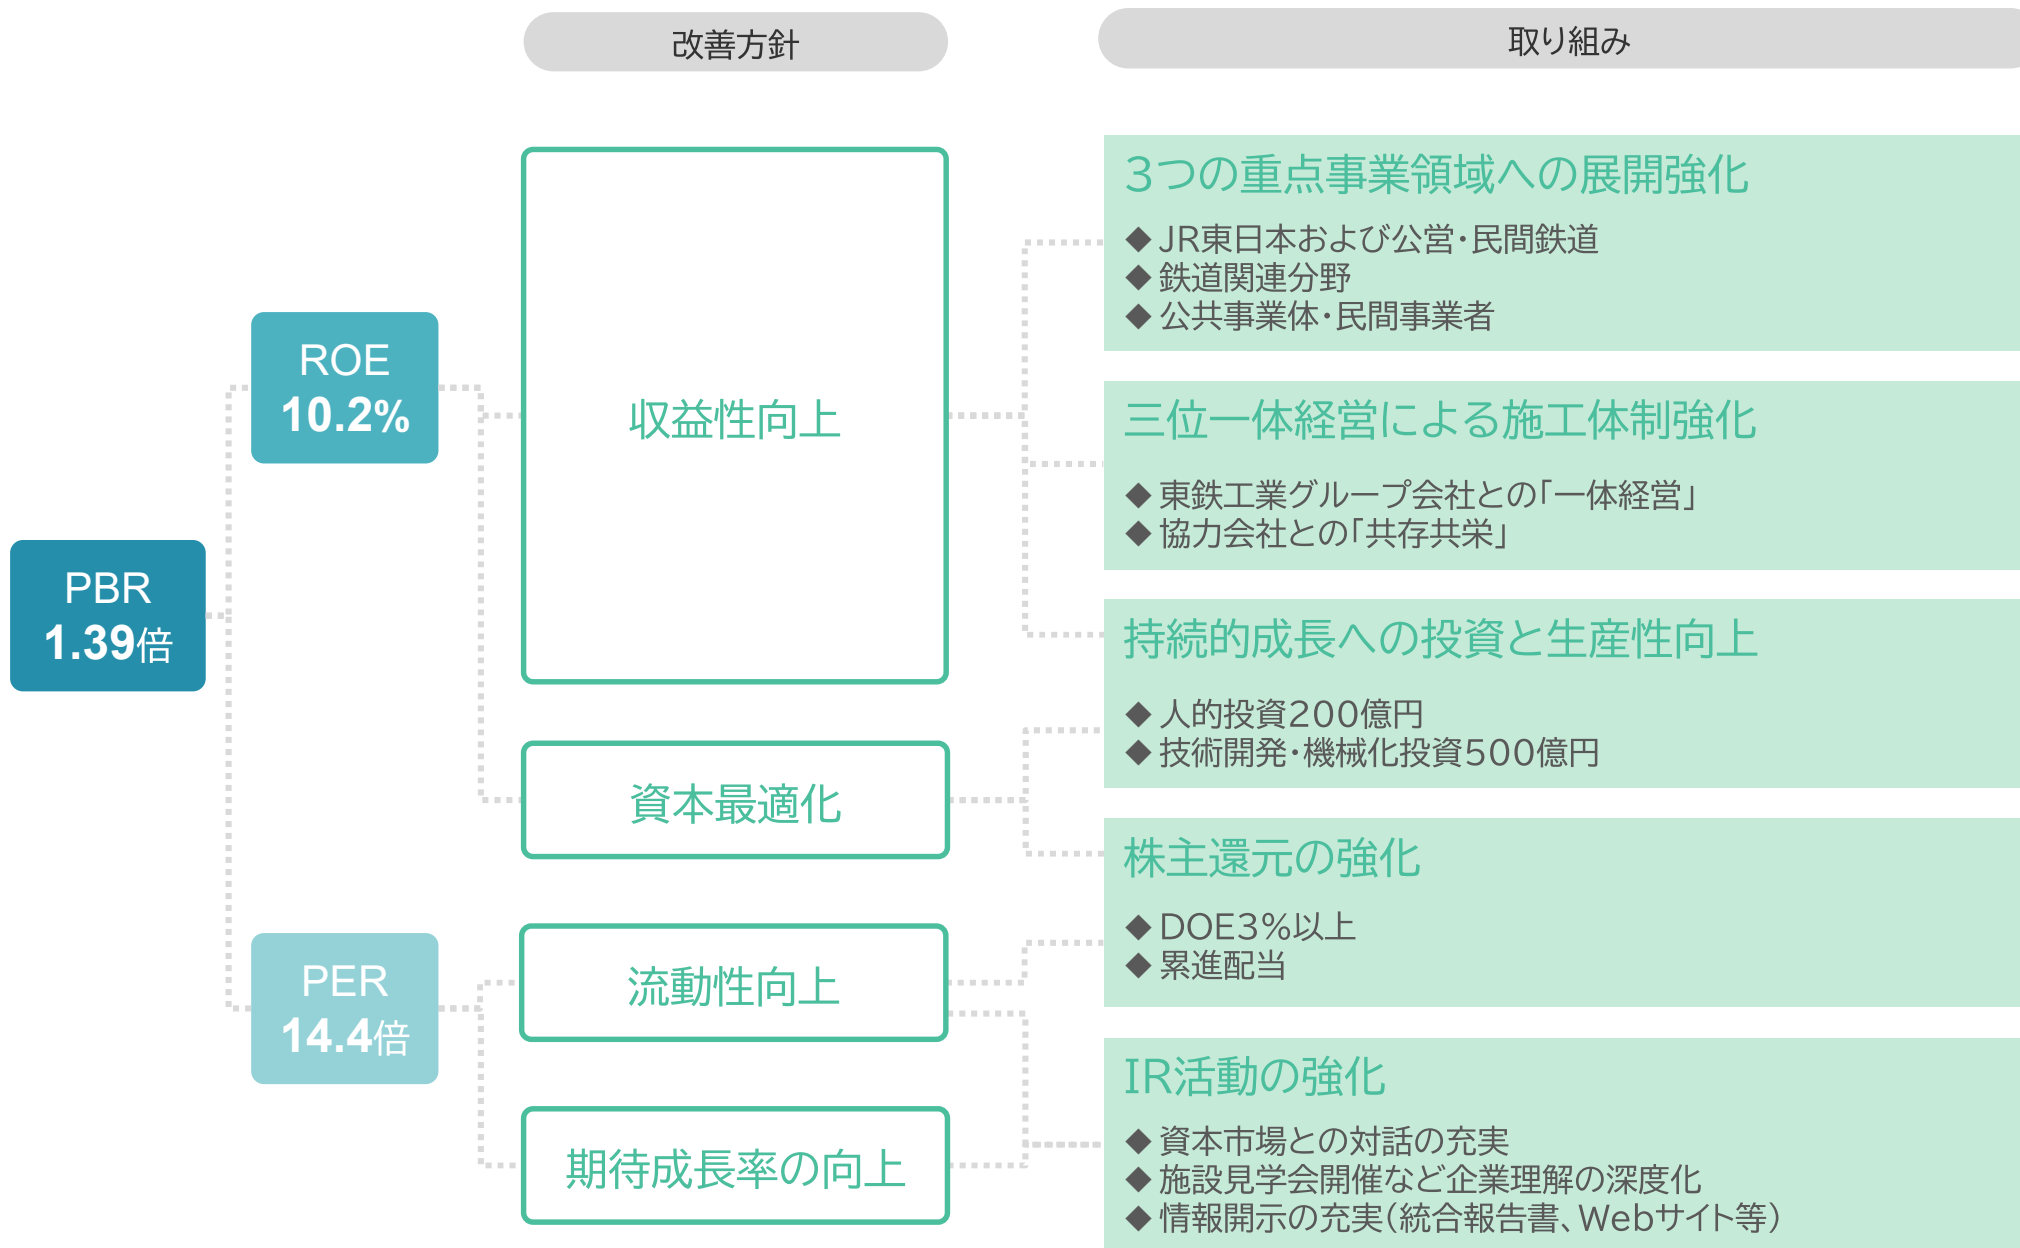 改善方針
取り組み
PBR
1.39倍
ROE
10.2%
PER
14.4倍
収益性向上
資本最適化
流動性向上
期待成長率の向上
3つの重点事業領域への展開強化
◆ JR東日本および公営・民間鉄道
◆ 鉄道関連分野
◆ 公共事業体・民間事業者
三位一体経営による施工体制強化
◆ 東鉄工業グループ会社との「一体経営」
◆ 協力会社との「共存共栄」
持続的成長への投資と生産性向上
◆ 人的投資200億円
◆ 技術開発・機械化投資500億円
株主還元の強化
◆ DOE3%以上
◆ 累進配当
IR活動の強化
◆ 資本市場との対話の充実
◆ 施設見学会開催など企業理解の深度化
◆ 情報開示の充実（統合報告書、Webサイト等）